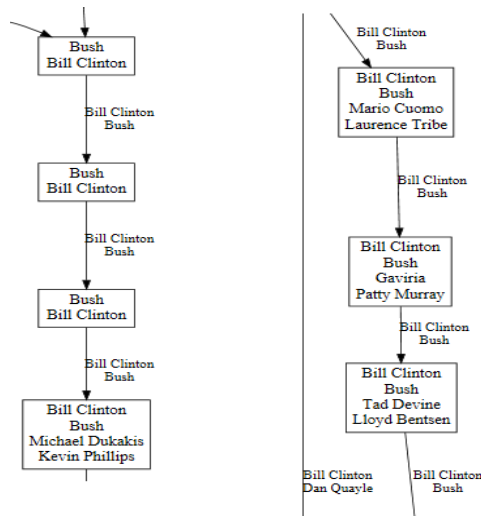 Bush
Bill Clinton
Bill Clinton
Bush
Bush
Bill Clinton
Bill Clinton
Bush
Bush
Bill Clinton
Bill Clinton
Bush
Bill Clinton
Bush
Michael Dukakis
Kevin Phillips
Bill Clinton
Bush
Bill Clinton
Bush
Mario Cuomo
Laurence Tribe
Bill Clinton
Bush
Bill Clinton
Bush
Gaviria
Patty Murray
Bill Clinton
Bush
Bill Clinton
Bush
Tad Devine
Lloyd Bentsen
Bill Clinton
Dan Quayle
Bill Clinton
Bush